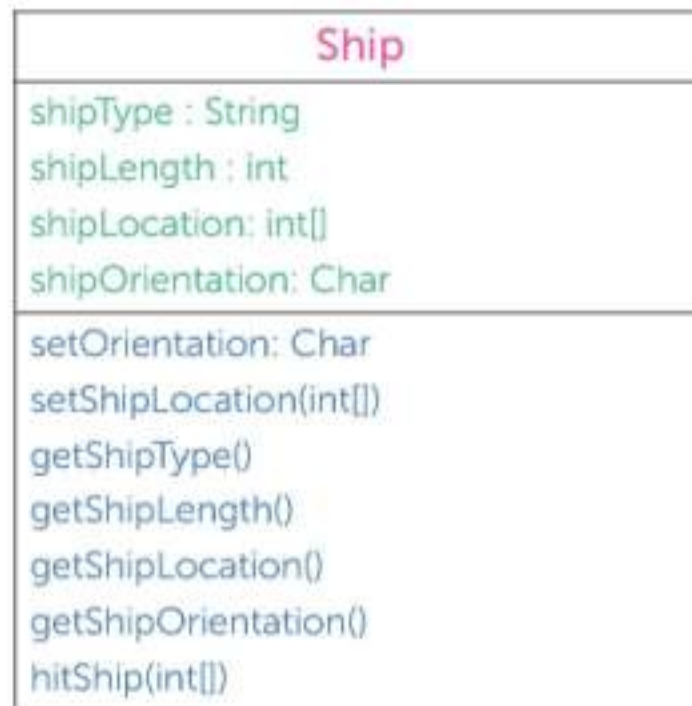 Ship
shipType : String
shipLength : int
shipLocation: int[]
shipOrientation: Char
setOrientation: Char
setShipLocation(int[])
getShipType()
getShipLength()
getShipLocation()
getShipOrientation()
hitShip(int[])